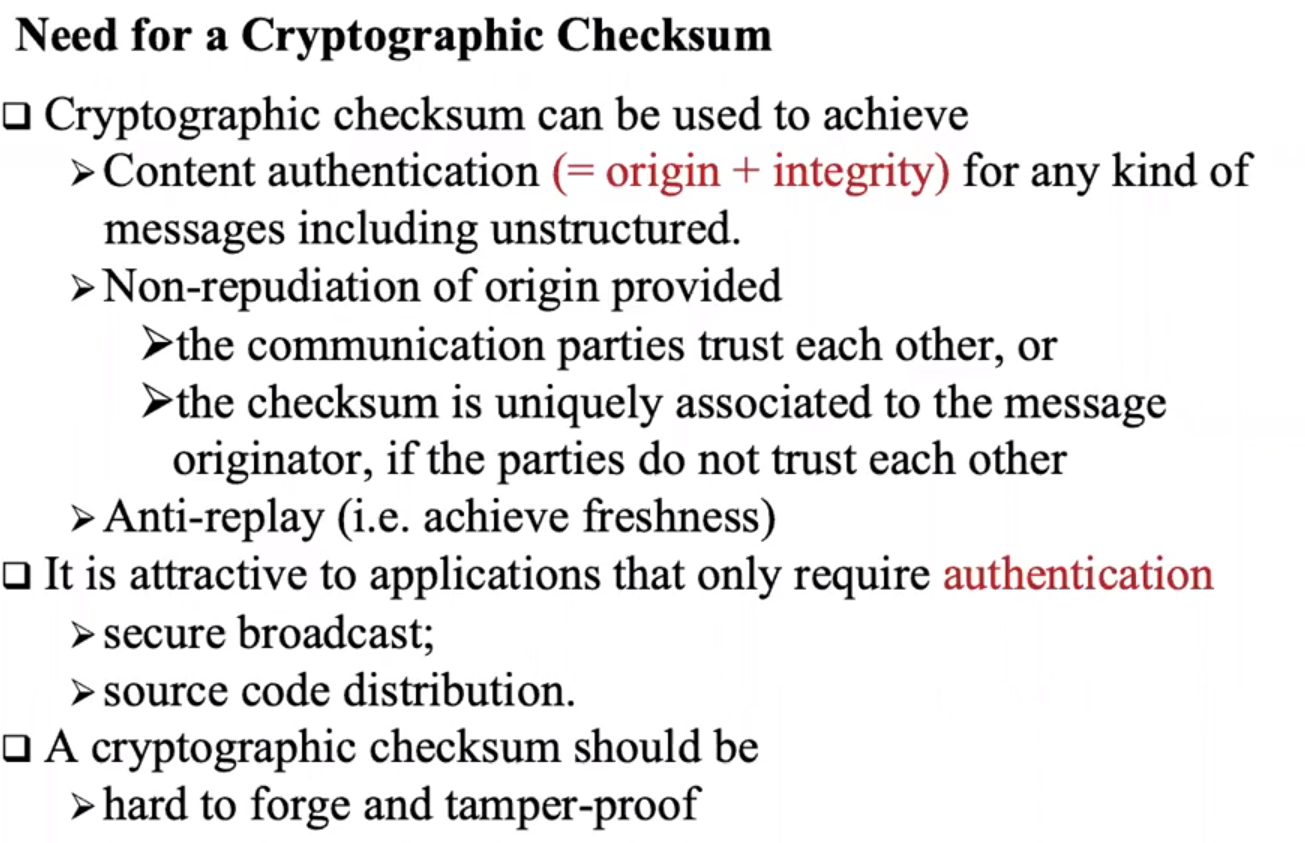 Need for a Cryptographic Checksum
❑ Cryptographic checksum can be used to achieve
➢ Content authentication (= origin + integrity) for any kind of
messages including unstructured.
➢ Non-repudiation of origin provided
➢ the communication parties trust each other, or
➢ the checksum is uniquely associated to the message
originator, if the parties do not trust each other
➢ Anti-replay (i.e. achieve freshness)
❑ It is attractive to applications that only require authentication
➢ secure broadcast;
➢ source code distribution.
❑ A cryptographic checksum should be
➢ hard to forge and tamper-proof